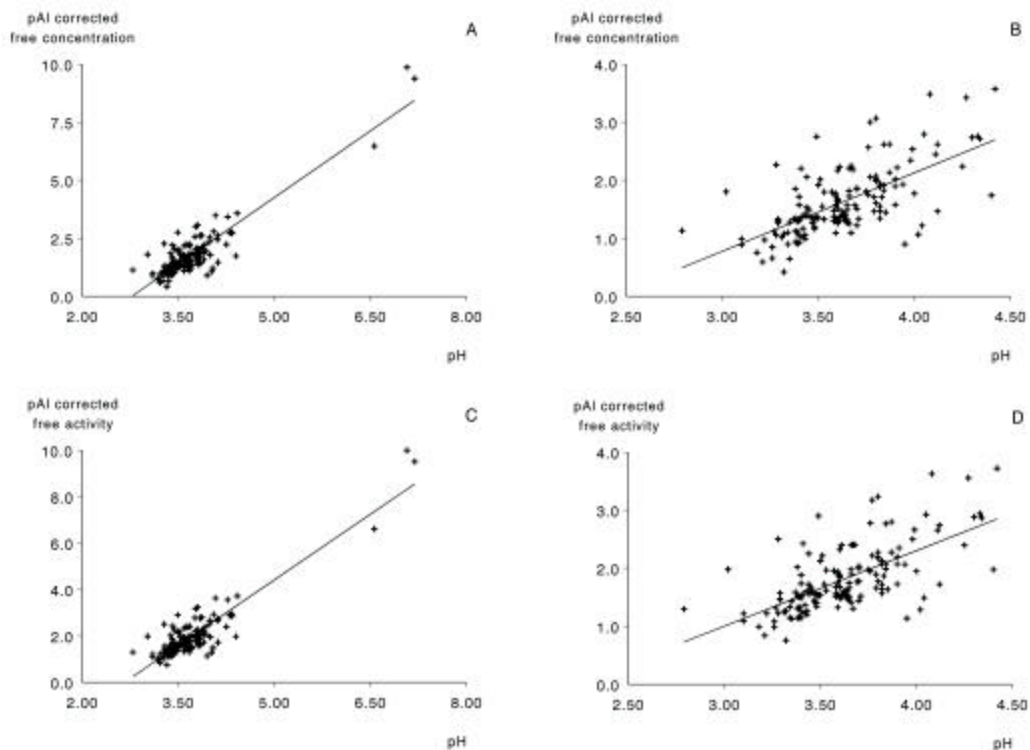 pAl corrected
free concentration
A
10.0
7.5
5.0
2.5
0.0
2.00 3.50 5.00 6.50 8.00
pH
pAl corrected
free concentration
B
4.0
3.0
2.0
1.0
0.0
2.50 3.00 3.50 4.00 4.50
pH
pAl corrected
free activity
C
10.0
8.0
6.0
4.0
2.0
0.0
2.00 3.50 5.00 6.50 8.00
pH
pAl corrected
free activity
D
4.0
3.0
2.0
1.0
0.0
2.50 3.00 3.50 4.00 4.50
pH